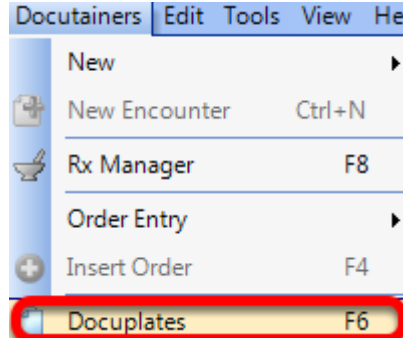 Docutainers Edit Tools View He
New
New Encounter Ctrl+N
Rx Manager F8
Order Entry
Insert Order F4
Docuplates F6